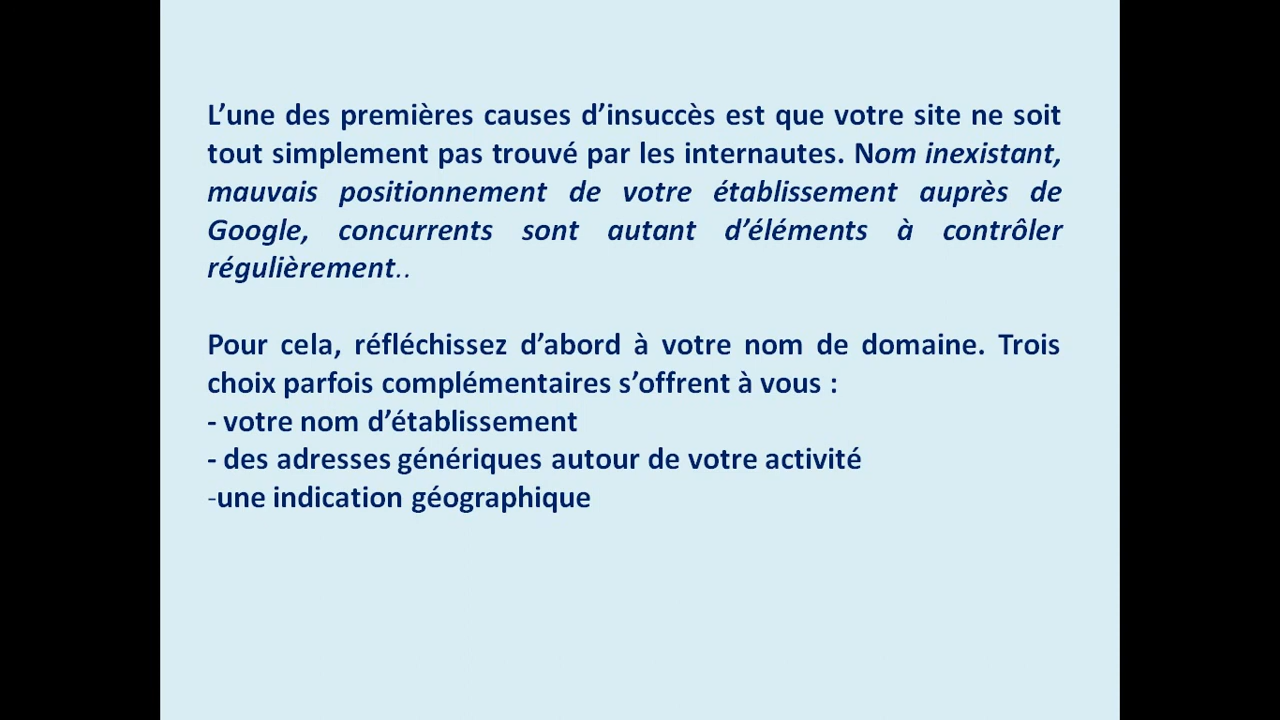 L’une des premières causes d’insuccès est que votre site ne soit
tout simplement pas trouvé par les internautes. Nom inexistant,
mauvais positionnement de votre établissement auprès de
Google, concurrents sont autant d’éléments à contrôler
régulièrement..
Pour cela, réfléchissez d’abord à votre nom de domaine. Trois
choix parfois complémentaires s’offrent à vous :
- votre nom d’établissement
- des adresses génériques autour de votre activité
-une indication géographique